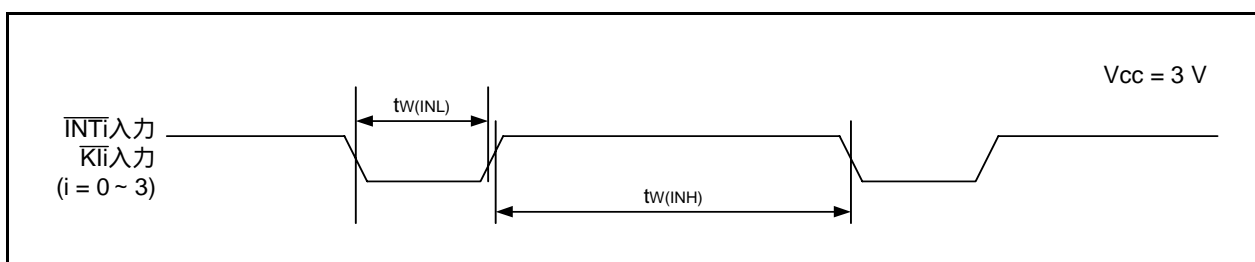 Vcc = 3 V
tW(INL)
INTi入力
KIi入力
(i = 0 ~ 3)
tW(INH)